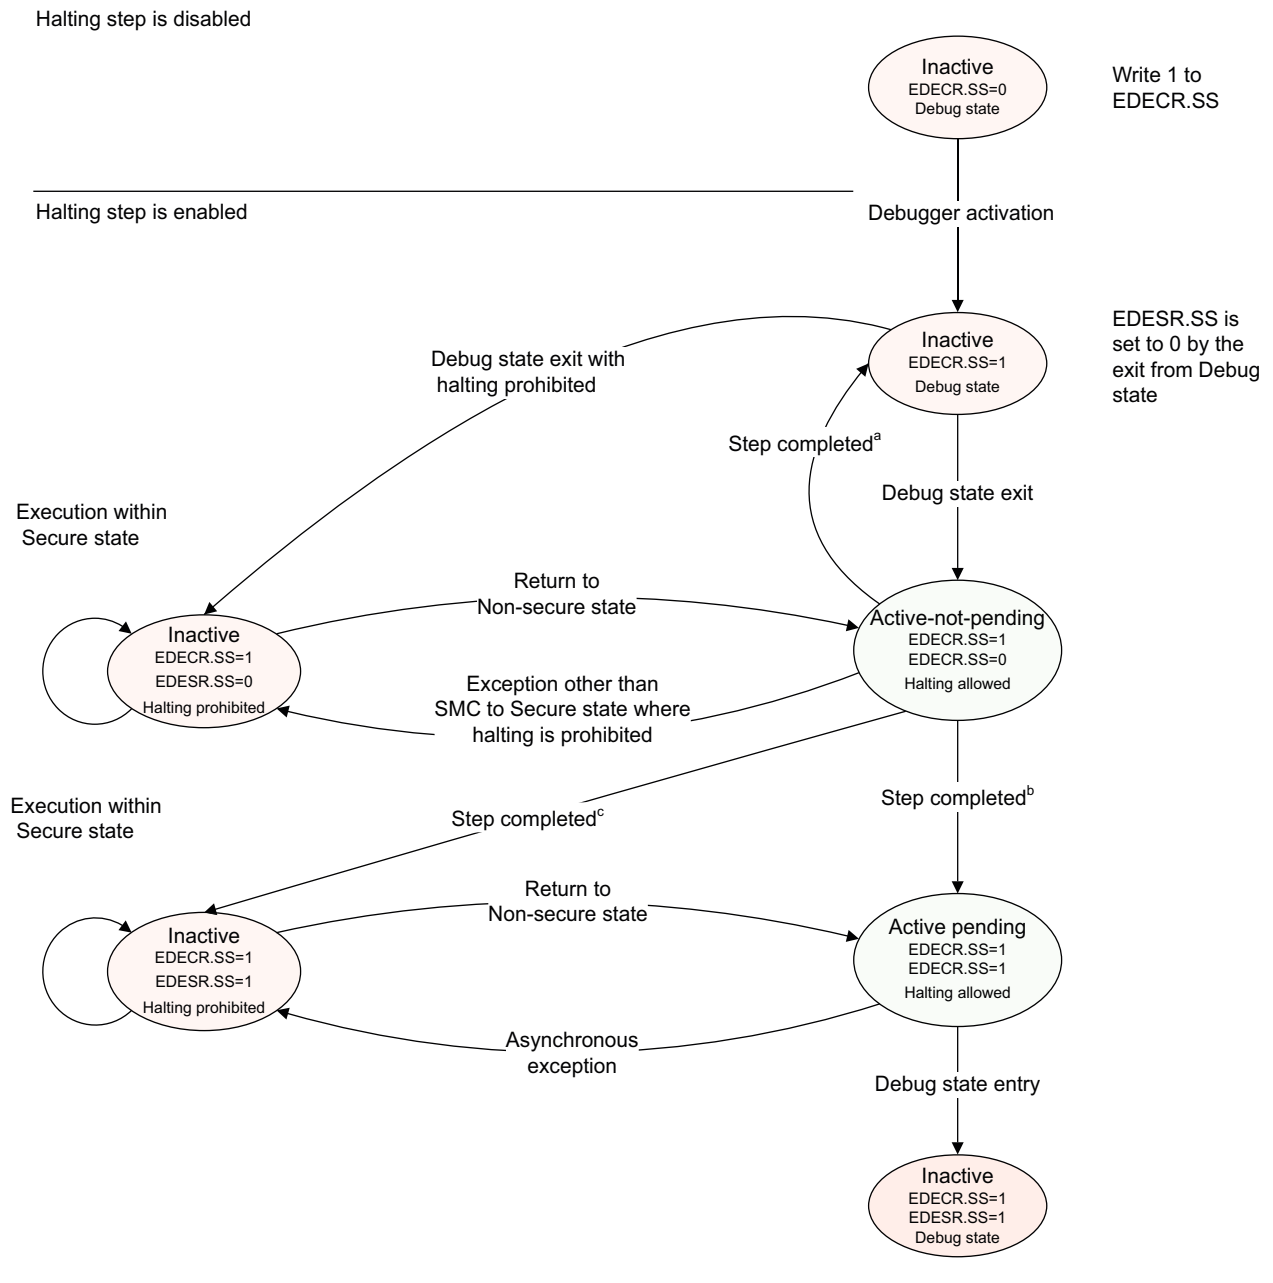 Halting step is disabled
Inactive
EDECR.SS=0
Debug state
Write 1 to
EDECR.SS
Halting step is enabled
Debugger activation
Inactive
EDECR.SS=1
Debug state
EDESR.SS is
set to 0 by the
exit from Debug
state
Debug state exit with
halting prohibited
Step completedᵃ
Debug state exit
Execution within
Secure state
Return to
Non-secure state
Inactive
EDECR.SS=1
EDESR.SS=0
Halting prohibited
Active-not-pending
EDECR.SS=1
EDECR.SS=0
Halting allowed
Exception other than
SMC to Secure state where
halting is prohibited
Step completedᵇ
Execution within
Secure state
Step completedᶜ
Return to
Non-secure state
Inactive
EDECR.SS=1
EDESR.SS=1
Halting prohibited
Active pending
EDECR.SS=1
EDECR.SS=1
Halting allowed
Asynchronous
exception
Debug state entry
Inactive
EDECR.SS=1
EDESR.SS=1
Debug state